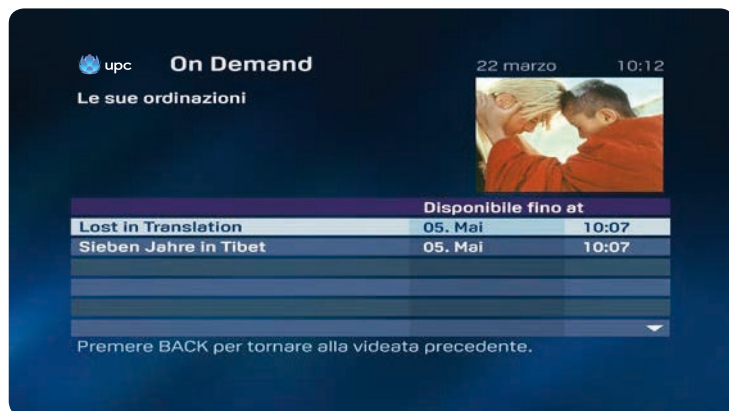 upc On Demand 22 marzo 10:12
Le sue ordinazioni
Disponibile fino at
Lost in Translation 05. Mai 10:07
Sieben Jahre in Tibet 05. Mai 10:07
Premere BACK per tornare alla videata precedente.